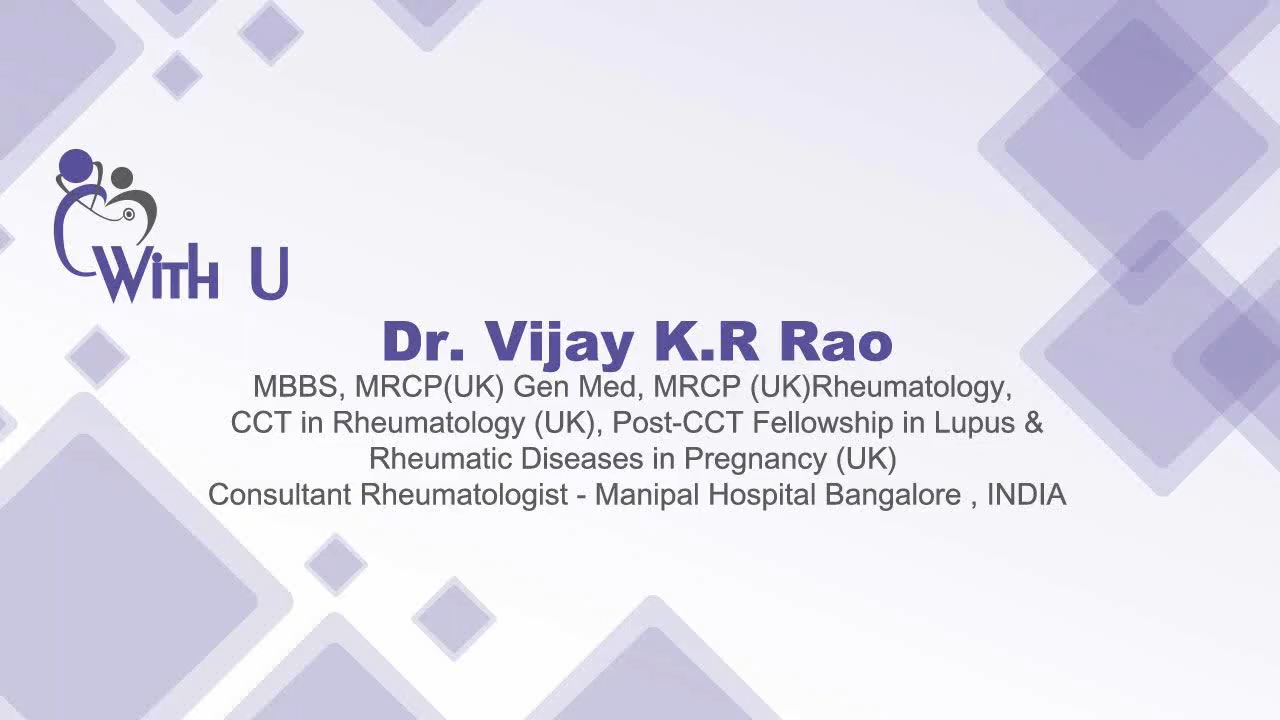 With U
Dr. Vijay K.R Rao
MBBS, MRCP(UK) Gen Med, MRCP (UK)Rheumatology,
CCT in Rheumatology (UK), Post-CCT Fellowship in Lupus &
Rheumatic Diseases in Pregnancy (UK)
Consultant Rheumatologist - Manipal Hospital Bangalore , INDIA